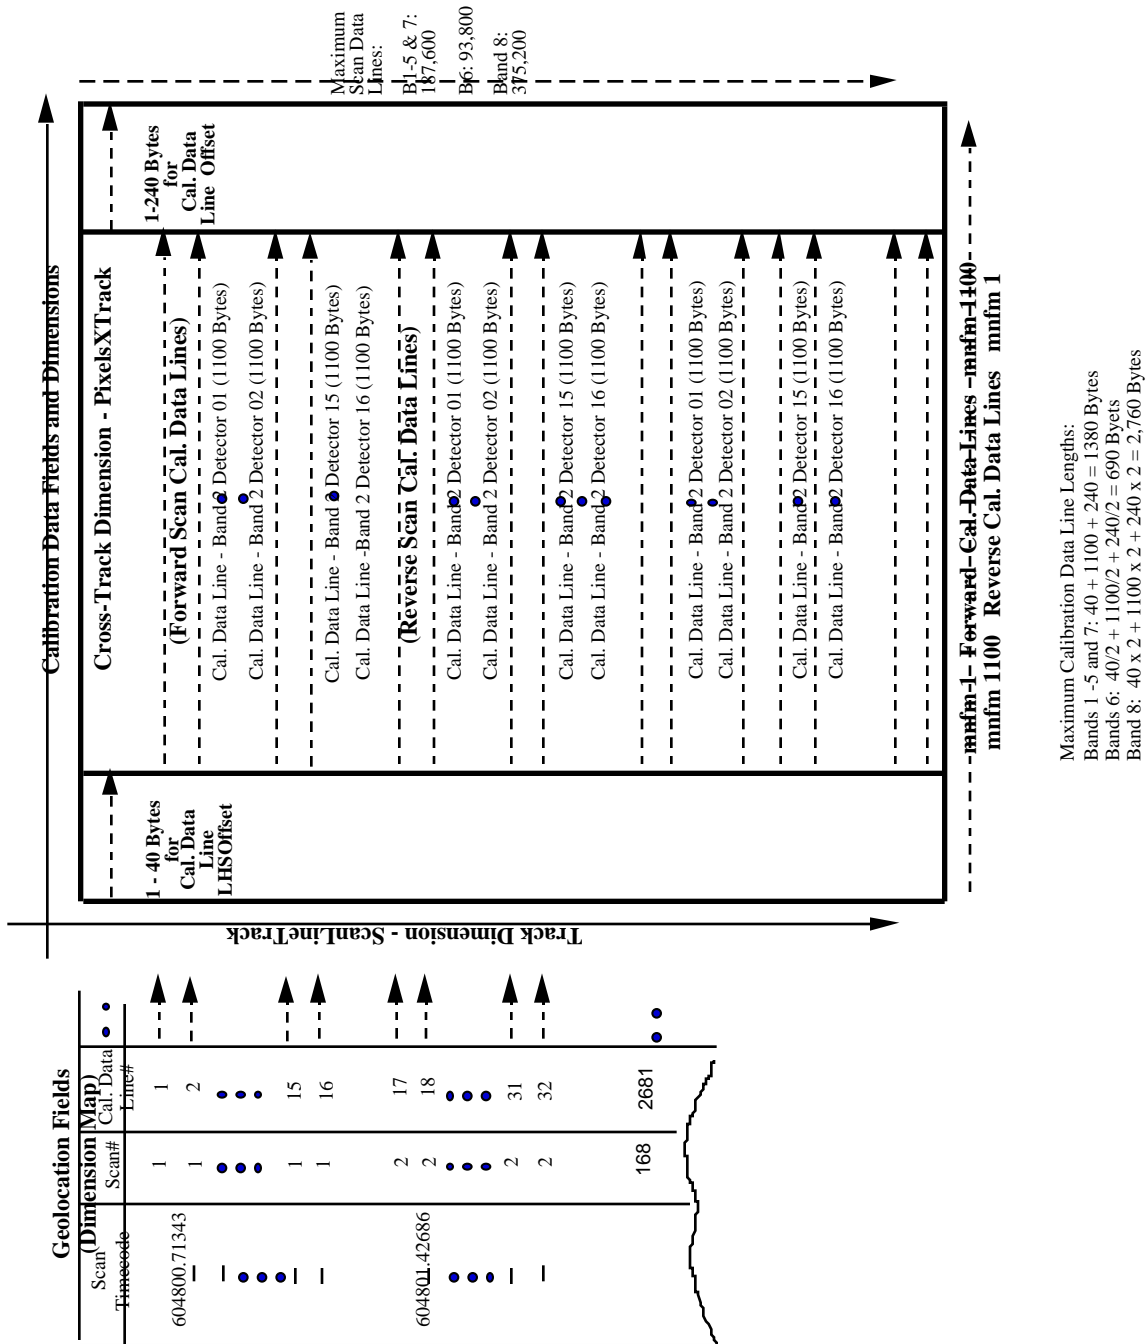 Calibration Data Fields and Dimensions
Geolocation Fields
(Dimension Map)
Scan
Timecode
Scan#
Cal. Data
Line#
604800.71343
1
1
1
2
1
15
1
16
604801.42686
2
17
2
18
2
31
2
32
168
2681
Track Dimension - ScanLineTrack
1 - 40 Bytes
for
Cal. Data
Line
LHSOffset
Cross-Track Dimension - PixelsXTrack
(Forward Scan Cal. Data Lines)
Cal. Data Line - Band 2 Detector 01 (1100 Bytes)
Cal. Data Line - Band 2 Detector 02 (1100 Bytes)
Cal. Data Line - Band 2 Detector 15 (1100 Bytes)
Cal. Data Line -Band 2 Detector 16 (1100 Bytes)
(Reverse Scan Cal. Data Lines)
Cal. Data Line - Band 2 Detector 01 (1100 Bytes)
Cal. Data Line - Band 2 Detector 02 (1100 Bytes)
Cal. Data Line - Band 2 Detector 15 (1100 Bytes)
Cal. Data Line - Band 2 Detector 16 (1100 Bytes)
Cal. Data Line - Band 2 Detector 01 (1100 Bytes)
Cal. Data Line - Band 2 Detector 02 (1100 Bytes)
Cal. Data Line - Band 2 Detector 15 (1100 Bytes)
Cal. Data Line - Band 2 Detector 16 (1100 Bytes)
1-240 Bytes
for
Cal. Data
Line Offset
Maximum
Scan Data
Lines:
B1-5 & 7:
187,600
B6: 93,800
Band 8:
375,200
mnfm 1 Forward Cal. Data Lines mnfm 1100
mnfm 1100 Reverse Cal. Data Lines mnfm 1
Maximum Calibration Data Line Lengths:
Bands 1 -5 and 7: 40 + 1100 + 240 = 1380 Bytes
Bands 6: 40/2 + 1100/2 + 240/2 = 690 Byets
Band 8: 40 x 2 + 1100 x 2 + 240 x 2 = 2,760 Bytes